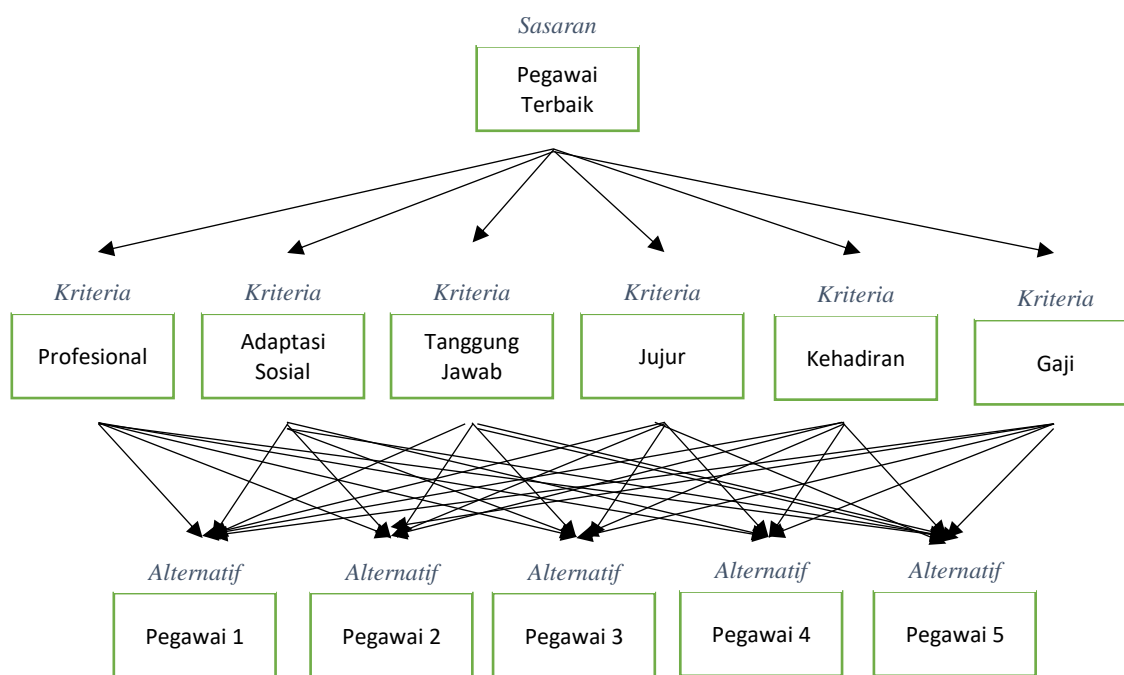 Sasaran
Pegawai
Terbaik
Kriteria
Kriteria
Kriteria
Kriteria
Kriteria
Kriteria
Profesional
Adaptasi
Sosial
Tanggung
Jawab
Jujur
Kehadiran
Gaji
Alternatif
Alternatif
Alternatif
Alternatif
Alternatif
Pegawai 1
Pegawai 2
Pegawai 3
Pegawai 4
Pegawai 5